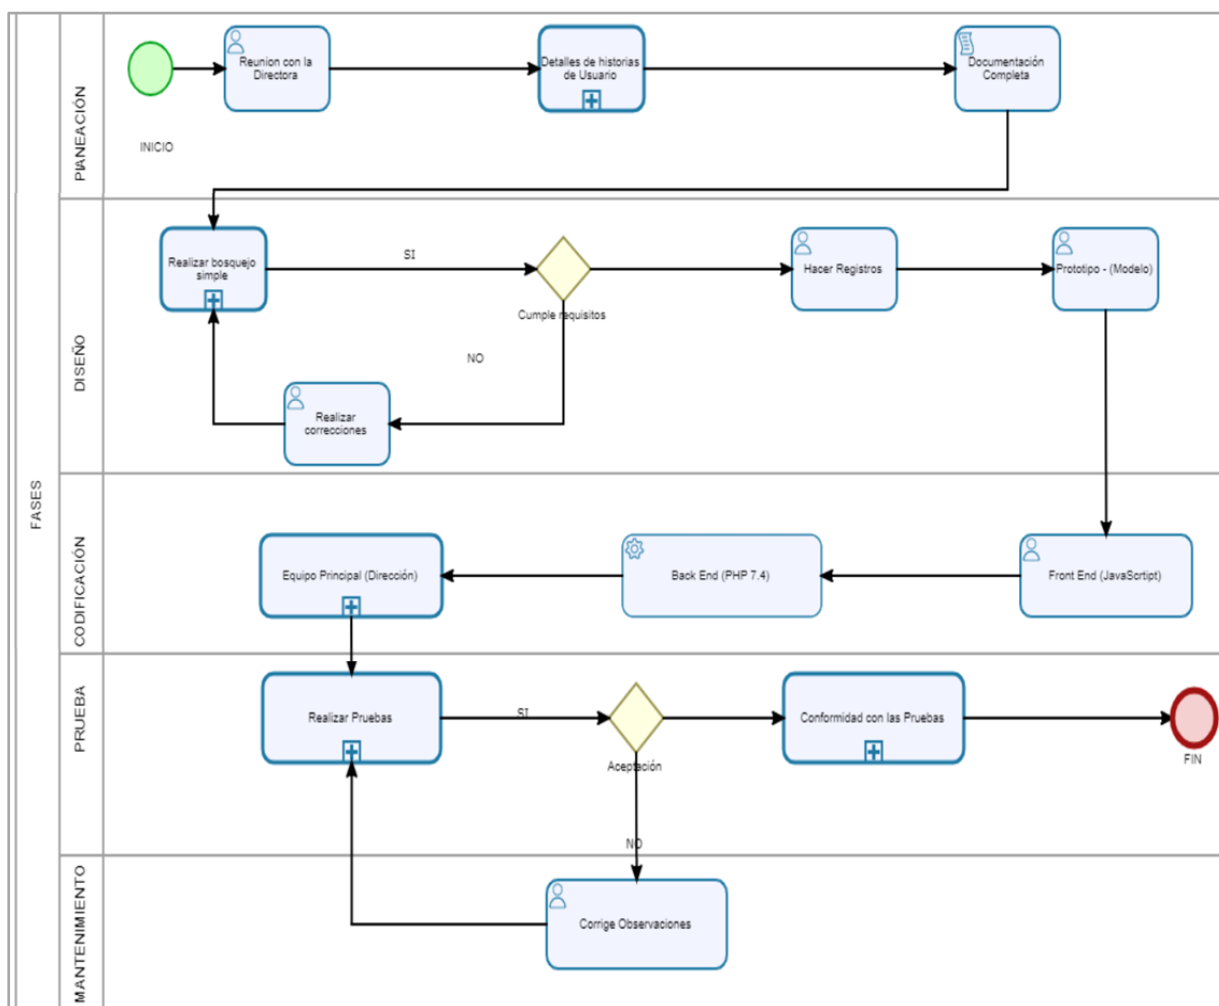 FASES
PlANEACIÓN
INICIO
Reunion con la
Directora
Detalles de historias
de Usuario
Documentación
Completa
DISEÑO
Realizar bosquejo
simple
SI
Cumple requisitos
NO
Realizar
correcciones
Hacer Registros
Prototipo - (Modelo)
CODIFICACIÓN
Equipo Principal (Dirección)
Back End (PHP 7.4)
Front End (JavaScrtipt)
PRUEBA
Realizar Pruebas
SI
Aceptación
NO
Conformidad con las Pruebas
FIN
MANTENIMIENTO
Corrige Observaciones